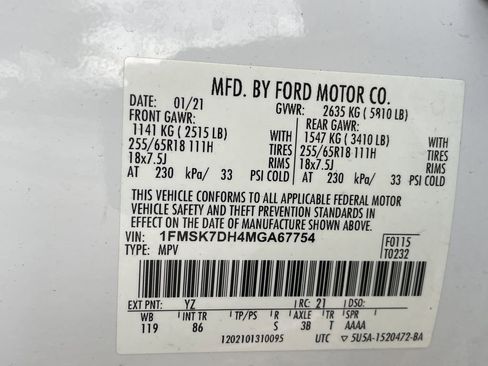 MFD. BY FORD MOTOR CO.
DATE: 01/21 GVWR: 2635 KG ( 5810 LB)
FRONT GAWR: REAR GAWR:
1141 KG ( 2515 LB) WITH 1547 KG ( 3410 LB) WITH
255/65R18 111H TIRES 255/65R18 111H TIRES
18x7.5J RIMS 18x7.5J RIMS
AT 230 kPa/ 33 PSI COLD AT 230 kPa/ 33 PSI COLD
THIS VEHICLE CONFORMS TO ALL APPLICABLE FEDERAL MOTOR
VEHICLE SAFETY AND THEFT PREVENTION STANDARDS IN
EFFECT ON THE DATE OF MANUFACTURE SHOWN ABOVE.
VIN: 1FMSK7DH4MGA67754 F0115
TYPE: MPV T0232
EXT PNT: YZ RC: 21 DSO:
WB INT TR TP/PS R AXLE TR SPR
119 86 S 3B T AAAA
1202101310095 UTC ▽ 5U5A-1520472-BA